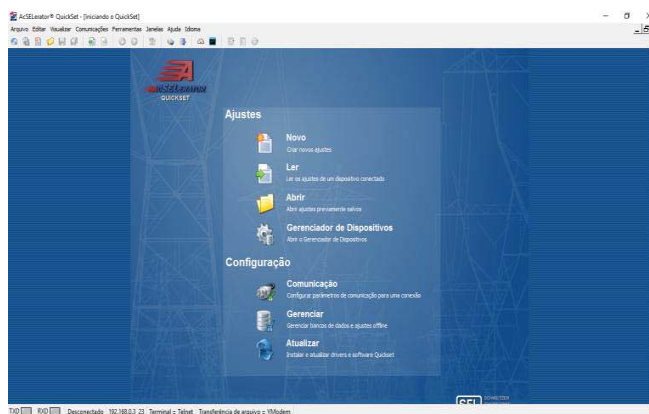 AcSELerator® QuickSet - [Iniciando o QuickSet]
Arquivo Editar Visualizar Comunicações Ferramentas Janelas Ajuda Idioma
ACSELERATOR
QUICKSET
Ajustes
Novo
Criar novos ajustes
Ler
Ler os ajustes de um dispositivo conectado
Abrir
Abrir ajustes previamente salvos
Gerenciador de Dispositivos
Abrir o Gerenciador de Dispositivos
Configuração
Comunicação
Configurar parâmetros de comunicação para uma conexão
Gerenciar
Gerenciar bancos de dados e ajustes offline
Atualizar
Instalar e atualizar drivers e software Quickset
SEL
TXD RXD Desconectado 192.168.0.3 23 Terminal = Telnet Transferência de arquivo = YModem